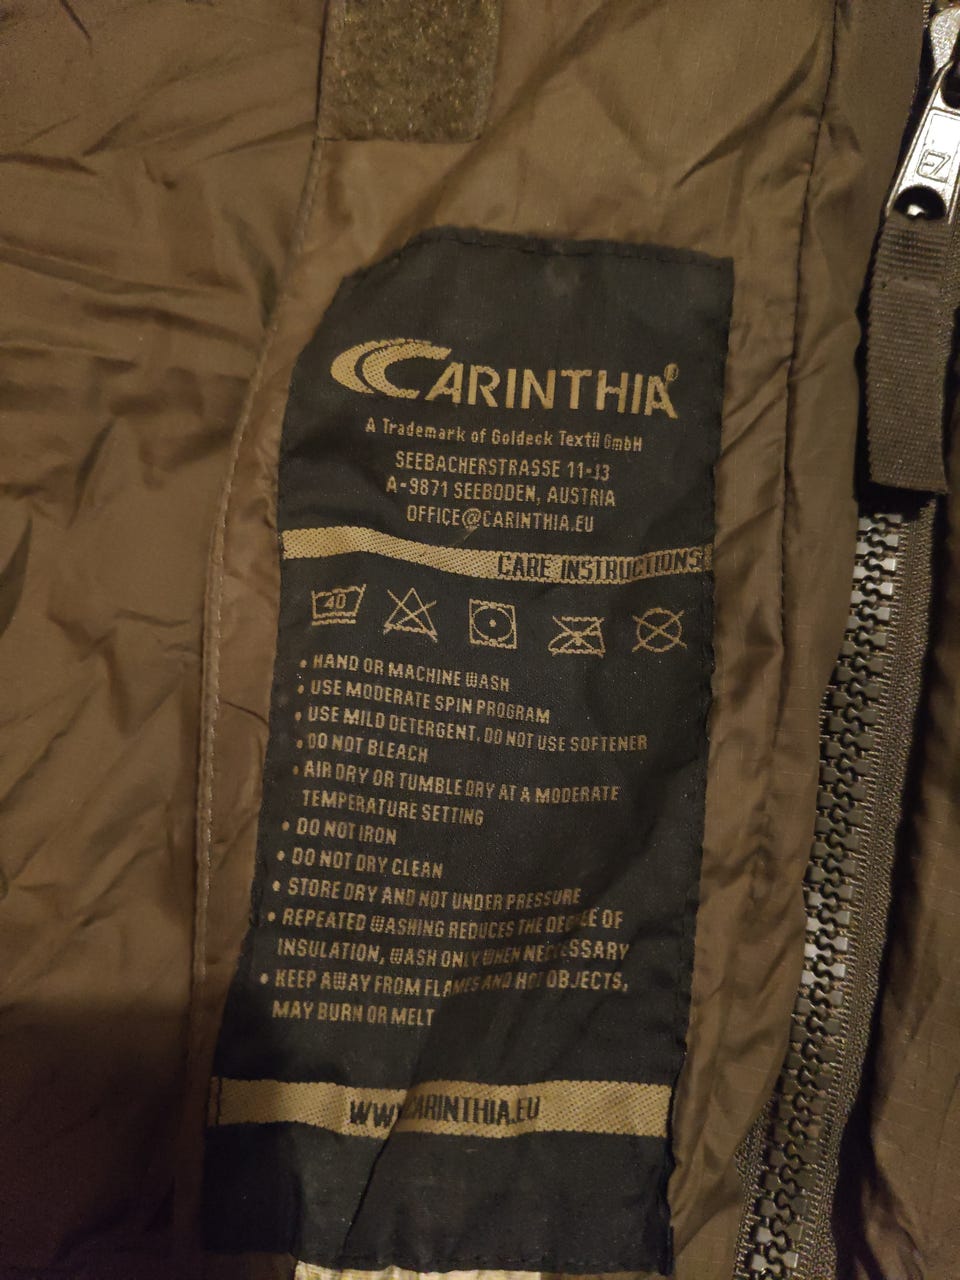 EZ
CARINTHIA®
A Trademark of Goldeck Textil GmbH
SEEBACHERSTRASSE 11-13
A-9871 SEEBODEN, AUSTRIA
OFFICE@CARINTHIA.EU
CARE INSTRUCTIONS
40
• HAND OR MACHINE WASH
• USE MODERATE SPIN PROGRAM
• USE MILD DETERGENT, DO NOT USE SOFTENER
• DO NOT BLEACH
• AIR DRY OR TUMBLE DRY AT A MODERATE
TEMPERATURE SETTING
• DO NOT IRON
• DO NOT DRY CLEAN
• STORE DRY AND NOT UNDER PRESSURE
• REPEATED WASHING REDUCES THE DEGREE OF
INSULATION, WASH ONLY WHEN NECESSARY
• KEEP AWAY FROM FLAMES AND HOT OBJECTS,
MAY BURN OR MELT
WWW.CARINTHIA.EU